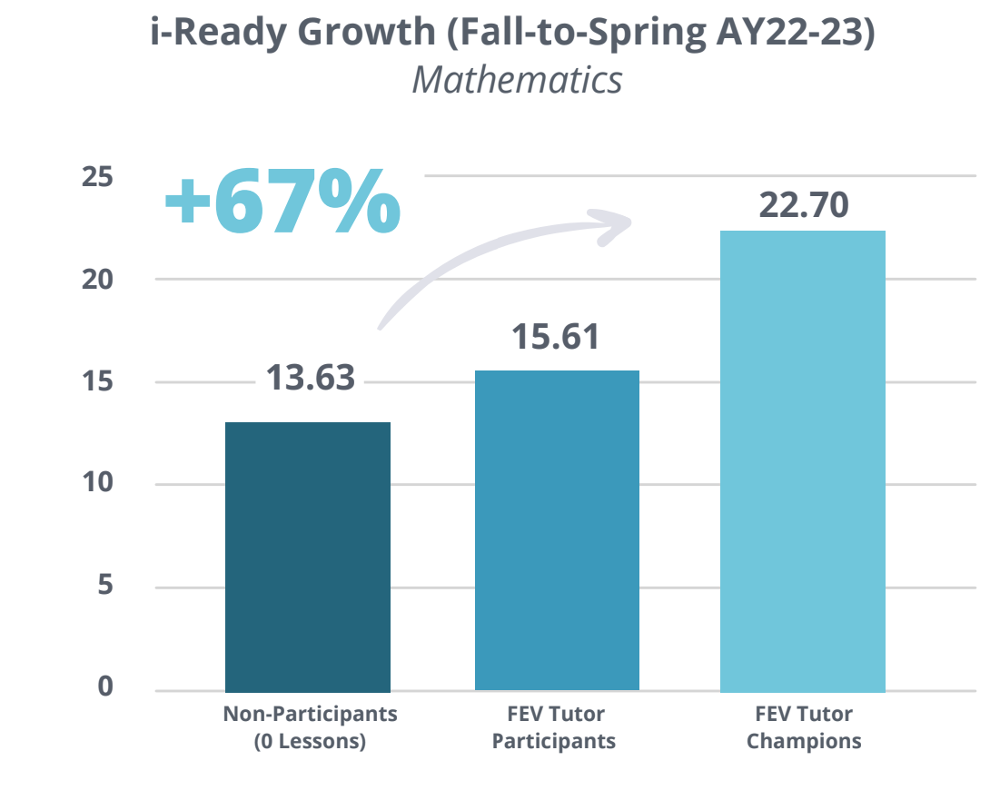 i-Ready Growth (Fall-to-Spring AY22-23)
Mathematics
25
+67%
22.70
20
15.61
15
13.63
10
5
0
Non-Participants
(0 Lessons)
FEV Tutor
Participants
FEV Tutor
Champions